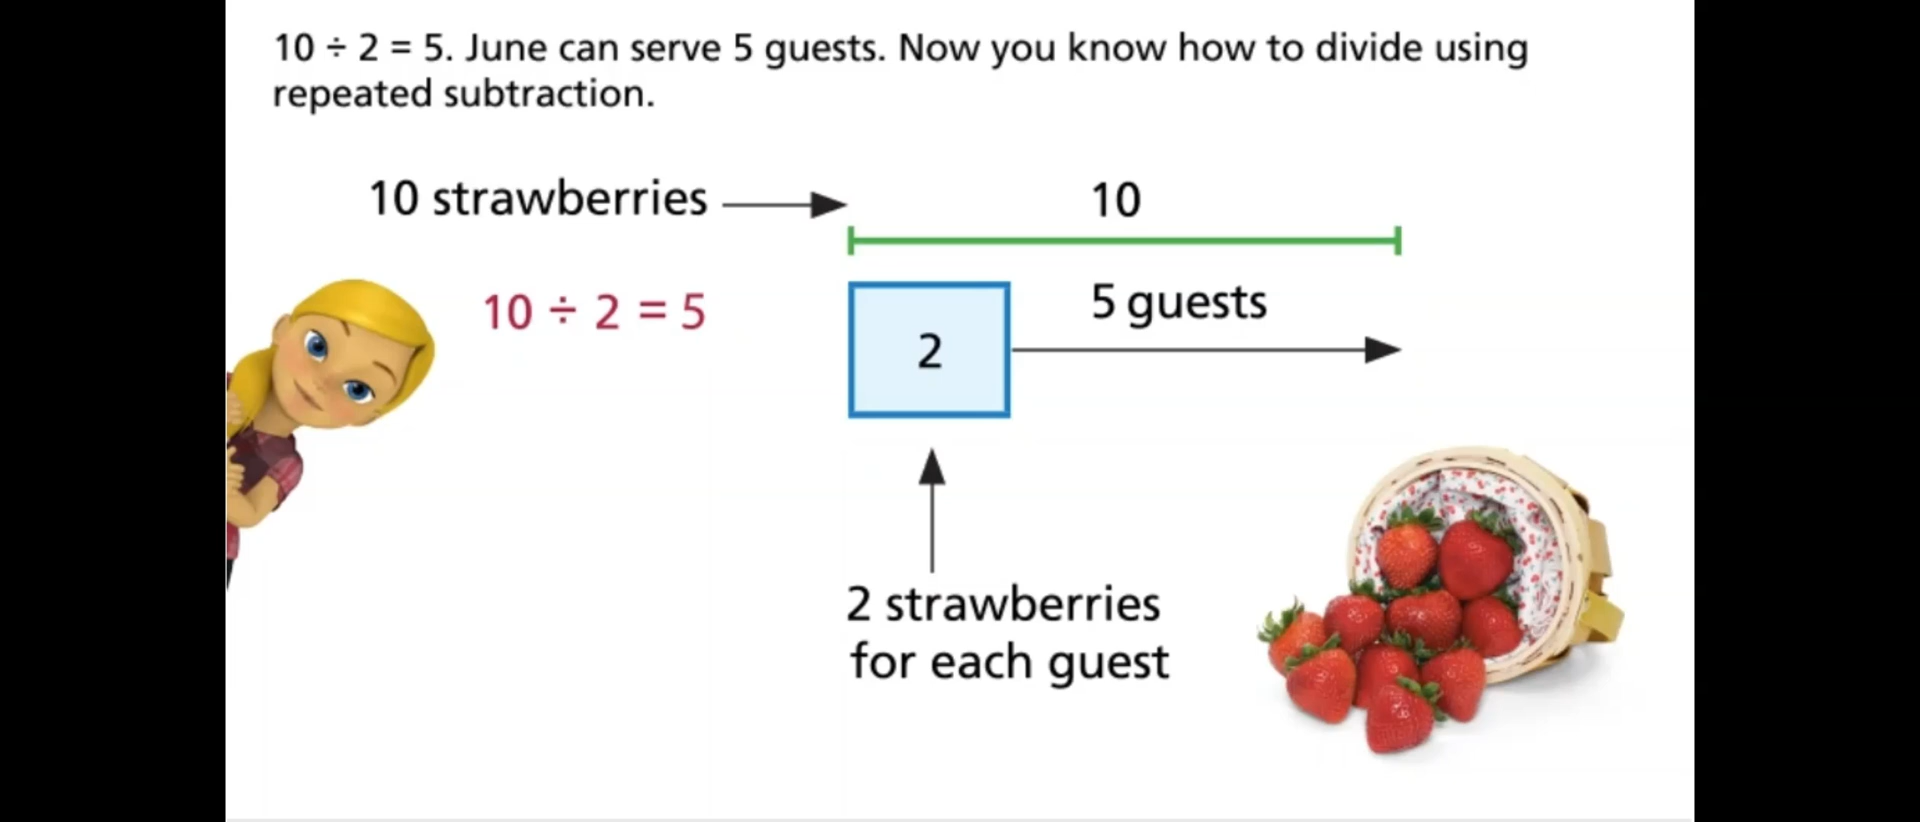 10 ÷ 2 = 5. June can serve 5 guests. Now you know how to divide using
repeated subtraction.
10 strawberries
10
10 ÷ 2 = 5
5 guests
2
2 strawberries
for each guest